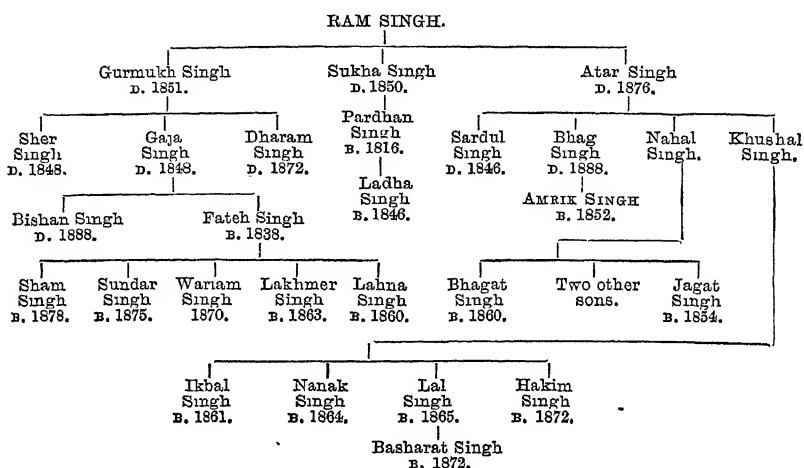 RAM SINGH.
Gurmukh Singh
D. 1851.
Sukha Singh
D. 1850.
Atar Singh
D. 1876.
Sher
Singh
D. 1848.
Gaja
Singh
D. 1848.
Dharam
Singh
D. 1872.
Pardhan
Singh
B. 1816.
Ladha
Singh
B. 1846.
Sardul
Singh
D. 1846.
Bhag
Singh
D. 1888.
AMRIK SINGH
B. 1852.
Nahal
Singh.
Khushal
Singh.
Bishan Singh
D. 1888.
Fateh Singh
B. 1838.
Sham
Singh
B. 1878.
Sundar
Singh
B. 1875.
Wariam
Singh
1870.
Lakhmer
Singh
B. 1863.
Lahna
Singh
B. 1860.
Bhagat
Singh
B. 1860.
Two other
sons.
Jagat
Singh
B. 1854.
Ikbal
Singh
B. 1861.
Nanak
Singh
B. 1864.
Lal
Singh
B. 1865.
Hakim
Singh
B. 1872.
Basharat Singh
B. 1872.